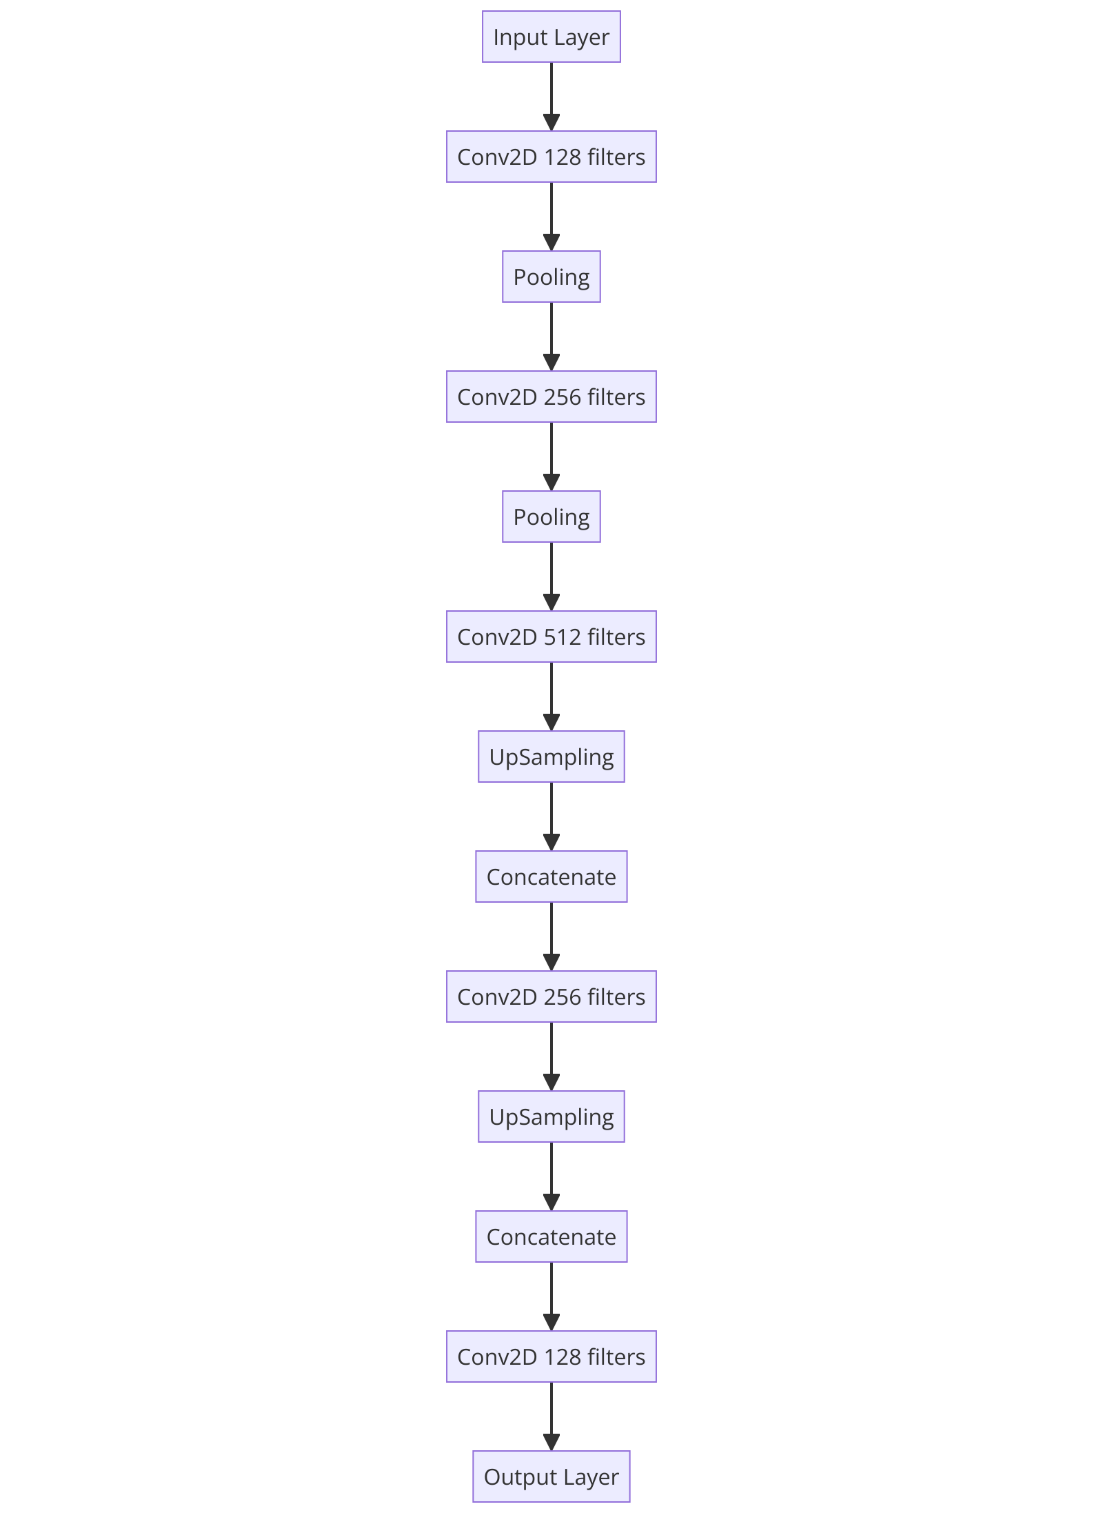 Input Layer
Conv2D 128 filters
Pooling
Conv2D 256 filters
Pooling
Conv2D 512 filters
UpSampling
Concatenate
Conv2D 256 filters
UpSampling
Concatenate
Conv2D 128 filters
Output Layer